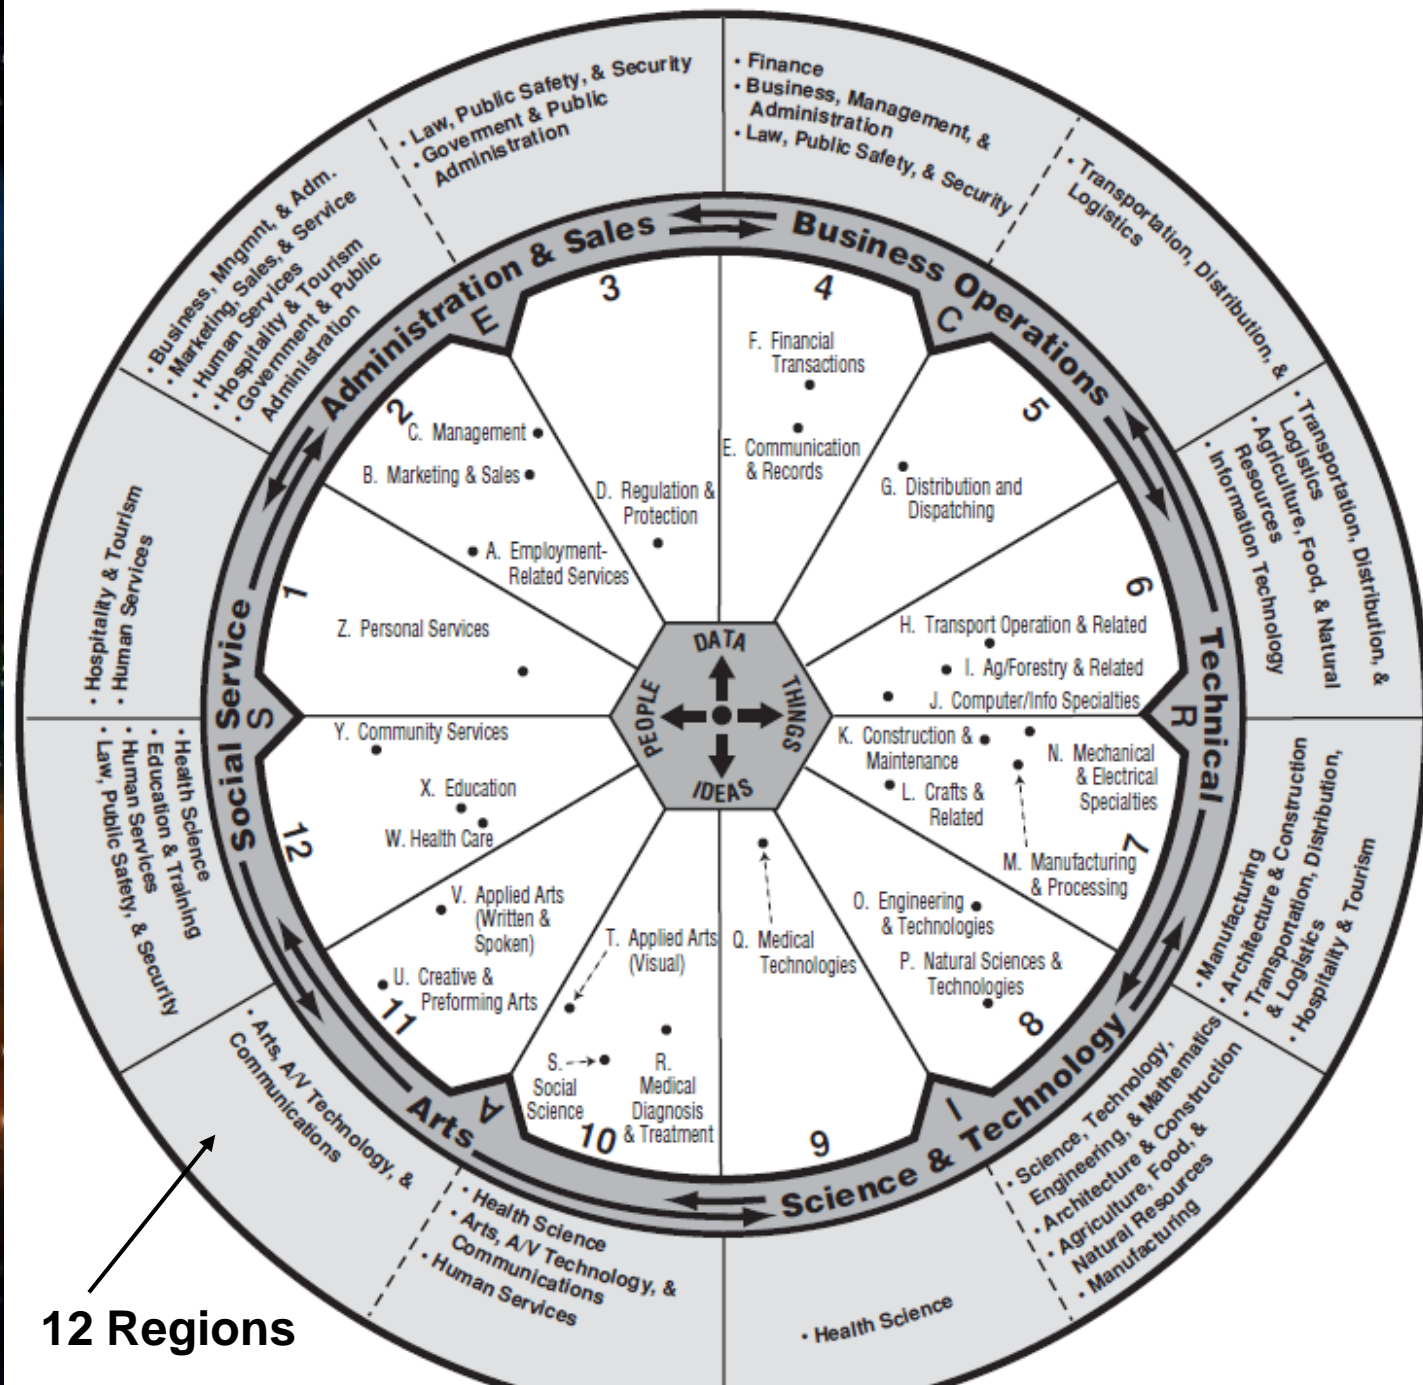 • Law, Public Safety, & Security
• Goverment & Public
Administration
• Finance
• Business, Management, &
Administration
• Law, Public Safety, & Security
• Transportation, Distribution, &
Logistics
• Transportation, Distribution, &
Logistics
• Agriculture, Food, & Natural
Resources
• Information Technology
• Manufacturing
• Architecture & Construction
• Transportation, Distribution,
& Logistics
• Hospitality & Tourism
• Science, Technology,
Engineering, & Mathematics
• Architecture & Construction
• Agriculture, Food, &
Natural Resources
• Manufacturing
• Health Science
• Health Science
• Arts, A/V Technology, &
Communications
• Human Services
• Arts, A/V Technology, &
Communications
• Health Science
• Education & Training
• Human Services
• Law, Public Safety, & Security
• Hospitality & Tourism
• Human Services
• Business, Mngmnt, & Adm.
• Marketing, Sales, & Service
• Human Services
• Hospitality & Tourism
• Government & Public
Administration
Administration & Sales
Business Operations
Technical
Science & Technology
Arts
Social Service
E
C
R
I
A
S
1
Z. Personal Services
2
C. Management
B. Marketing & Sales
A. Employment-
Related Services
3
D. Regulation &
Protection
4
F. Financial
Transactions
E. Communication
& Records
5
G. Distribution and
Dispatching
6
H. Transport Operation & Related
I. Ag/Forestry & Related
J. Computer/Info Specialties
K. Construction &
Maintenance
L. Crafts &
Related
N. Mechanical
& Electrical
Specialties
M. Manufacturing
& Processing
7
O. Engineering
& Technologies
P. Natural Sciences &
Technologies
8
Q. Medical
Technologies
9
T. Applied Arts
(Visual)
S.
Social
Science
R.
Medical
Diagnosis
& Treatment
10
V. Applied Arts
(Written &
Spoken)
U. Creative &
Preforming Arts
11
Y. Community Services
X. Education
W. Health Care
12
DATA
THINGS
IDEAS
PEOPLE
12 Regions